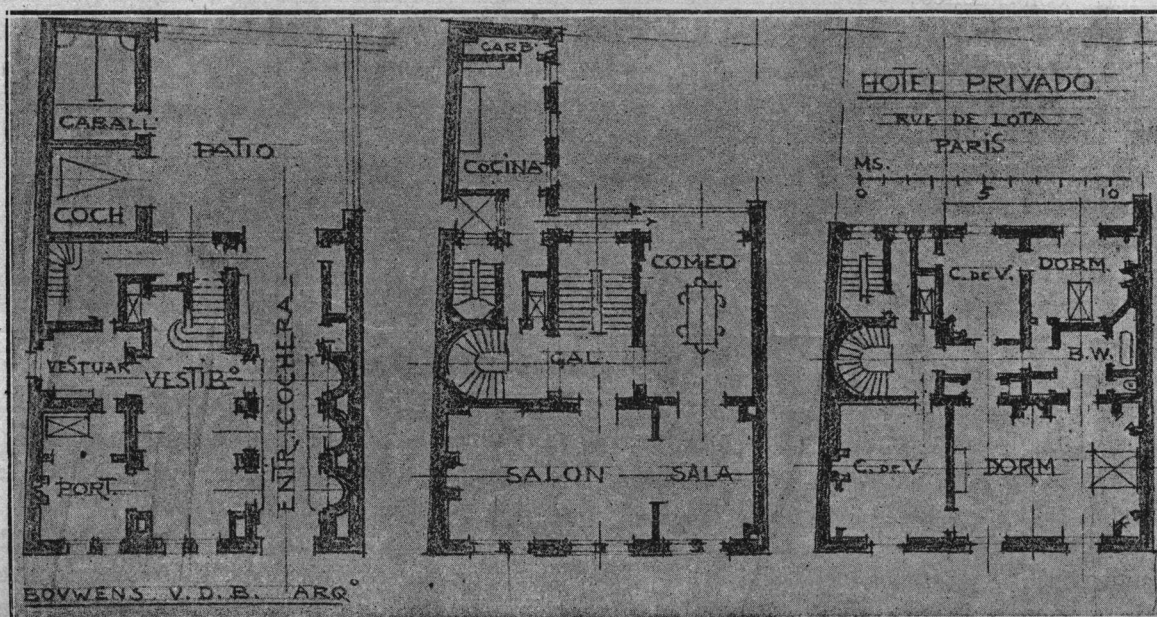 CABALL.
PATIO
COCH
VESTUAR
VESTIBº
ENTR. COCHERA
PORT.
BOVWENS V. D. B. ARQº
CARB.
COCINA
COMED
GAL.
SALON
SALA
HOTEL PRIVADO
RUE DE LOTA
PARIS
MS.
0 5 10
C. DE V.
DORM.
B.W.
C. DE V
DORM